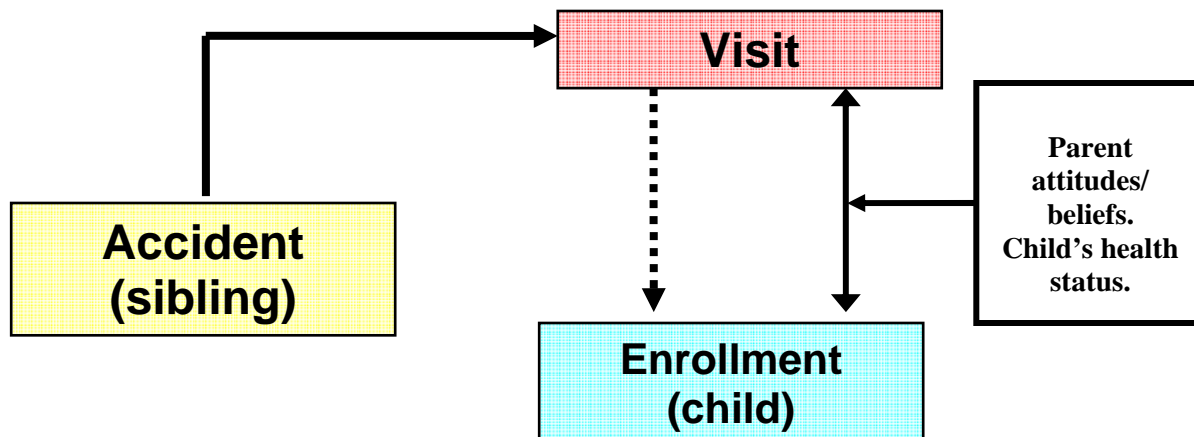 Visit
Parent
attitudes/
beliefs.
Child’s health
status.
Accident
(sibling)
Enrollment
(child)